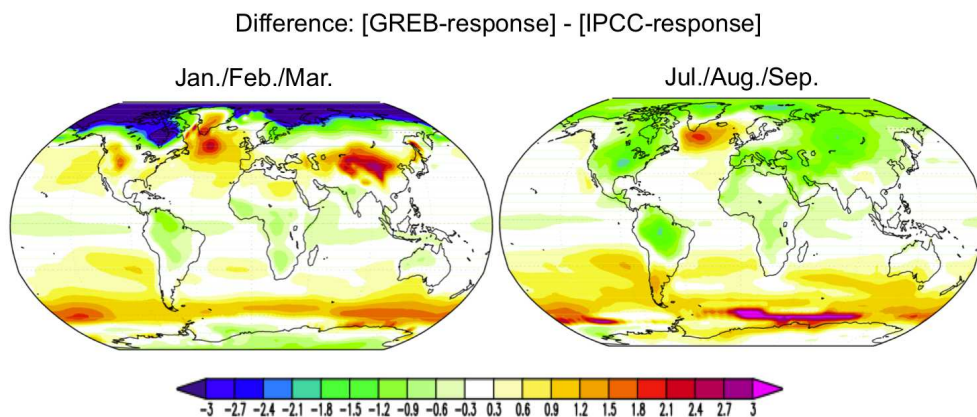 Difference: [GREB-response] - [IPCC-response]
Jan./Feb./Mar. Jul./Aug./Sep.
-3 -2.7 -2.4 -2.1 -1.8 -1.5 -1.2 -0.9 -0.6 -0.3 0.3 0.6 0.9 1.2 1.5 1.8 2.1 2.4 2.7 3